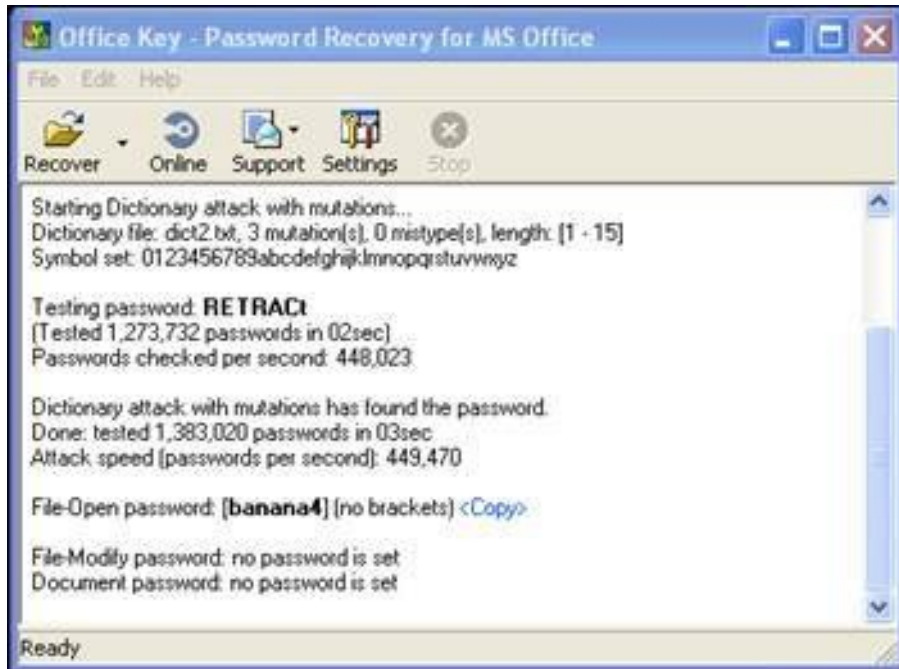 Office Key - Password Recovery for MS Office
File Edit Help
Recover Online Support Settings Stop
Starting Dictionary attack with mutations...
Dictionary file: dict2.txt, 3 mutation(s), 0 mistype(s), length: [1 - 15]
Symbol set: 0123456789abcdefghijklmnopqrstuvwxyz
Testing password: RETRACt
(Tested 1,273,732 passwords in 02sec)
Passwords checked per second: 448,023
Dictionary attack with mutations has found the password.
Done: tested 1,383,020 passwords in 03sec
Attack speed (passwords per second): 449,470
File-Open password: [banana4] (no brackets) <Copy>
File-Modify password: no password is set
Document password: no password is set
Ready